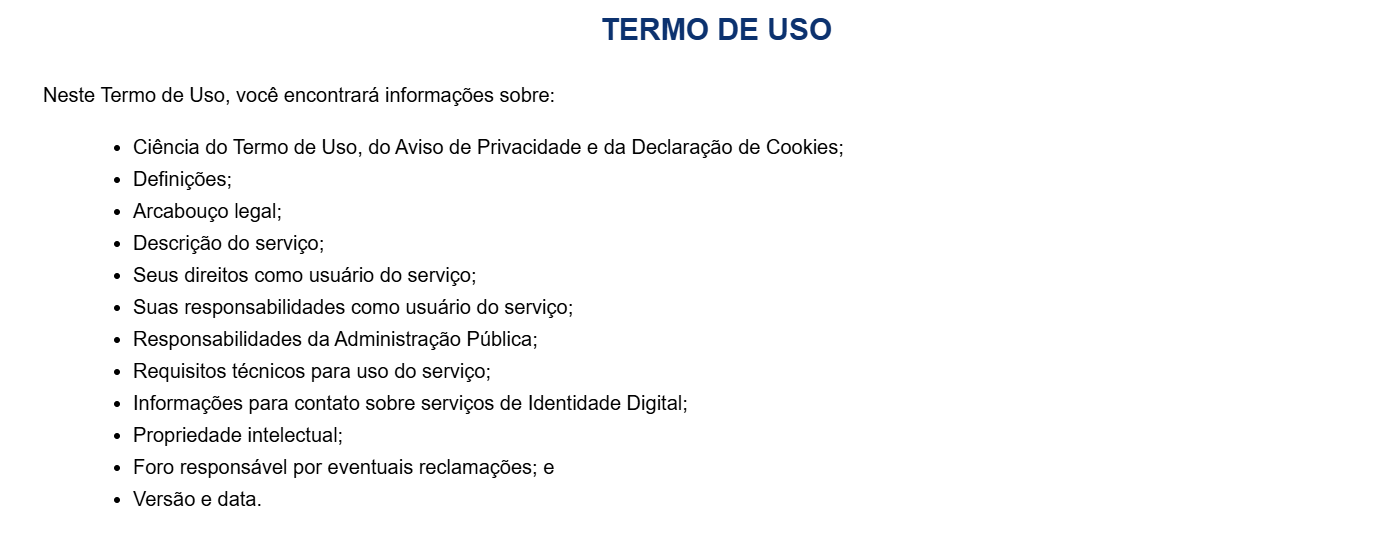 TERMO DE USO
Neste Termo de Uso, você encontrará informações sobre:
• Ciência do Termo de Uso, do Aviso de Privacidade e da Declaração de Cookies;
• Definições;
• Arcabouço legal;
• Descrição do serviço;
• Seus direitos como usuário do serviço;
• Suas responsabilidades como usuário do serviço;
• Responsabilidades da Administração Pública;
• Requisitos técnicos para uso do serviço;
• Informações para contato sobre serviços de Identidade Digital;
• Propriedade intelectual;
• Foro responsável por eventuais reclamações; e
• Versão e data.